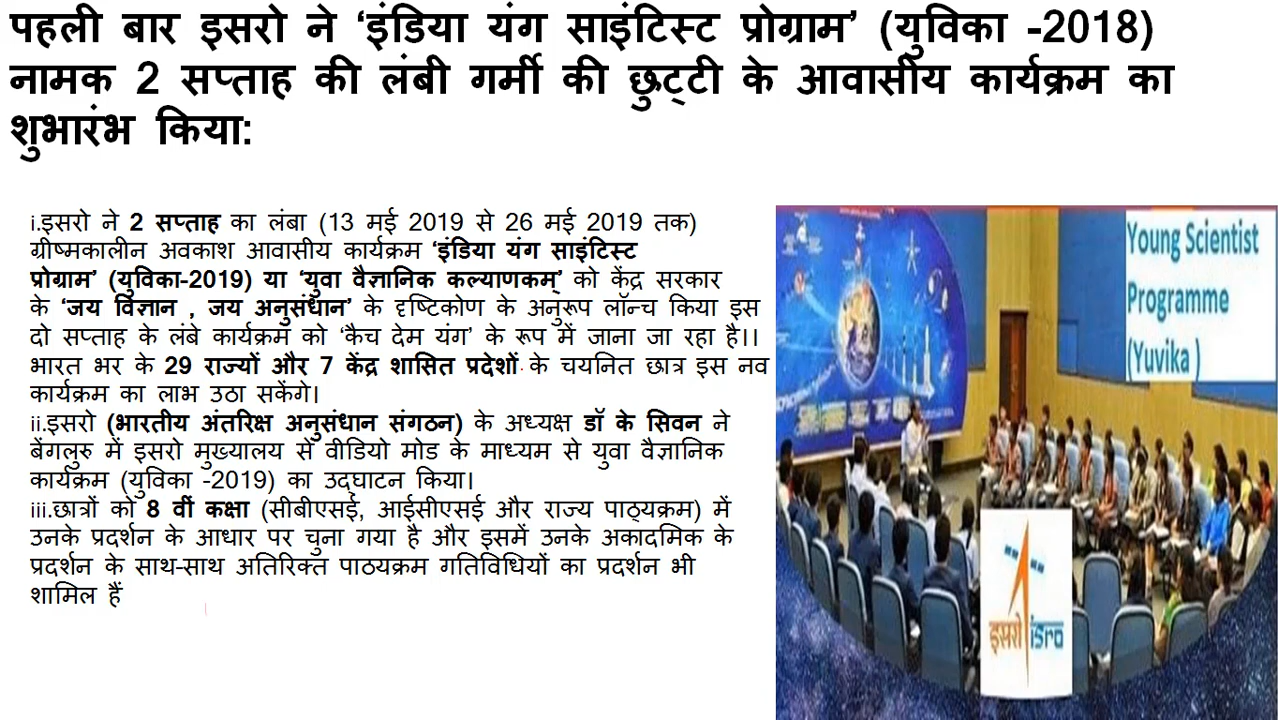 पहली बार इसरो ने ‘इंडिया यंग साइंटिस्ट प्रोग्राम’ (युविका -2018)
नामक 2 सप्ताह की लंबी गर्मी की छुट्टी के आवासीय कार्यक्रम का
शुभारंभ किया:
i.इसरो ने 2 सप्ताह का लंबा (13 मई 2019 से 26 मई 2019 तक)
ग्रीष्मकालीन अवकाश आवासीय कार्यक्रम ‘इंडिया यंग साइंटिस्ट
प्रोग्राम’ (युविका-2019) या ‘युवा वैज्ञानिक कल्याणकम्’ को केंद्र सरकार
के ‘जय विज्ञान , जय अनुसंधान’ के दृष्टिकोण के अनुरूप लॉन्च किया इस
दो सप्ताह के लंबे कार्यक्रम को ‘कैच देम यंग’ के रूप में जाना जा रहा है।।
भारत भर के 29 राज्यों और 7 केंद्र शासित प्रदेशों के चयनित छात्र इस नव
कार्यक्रम का लाभ उठा सकेंगे।
ii.इसरो (भारतीय अंतरिक्ष अनुसंधान संगठन) के अध्यक्ष डॉ के सिवन ने
बेंगलुरु में इसरो मुख्यालय से वीडियो मोड के माध्यम से युवा वैज्ञानिक
कार्यक्रम (युविका -2019) का उद्घाटन किया।
iii.छात्रों को 8 वीं कक्षा (सीबीएसई, आईसीएसई और राज्य पाठ्यक्रम) में
उनके प्रदर्शन के आधार पर चुना गया है और इसमें उनके अकादमिक के
प्रदर्शन के साथ-साथ अतिरिक्त पाठयक्रम गतिविधियों का प्रदर्शन भी
शामिल हैं
Young Scientist
Programme
(Yuvika )
इसरो isro